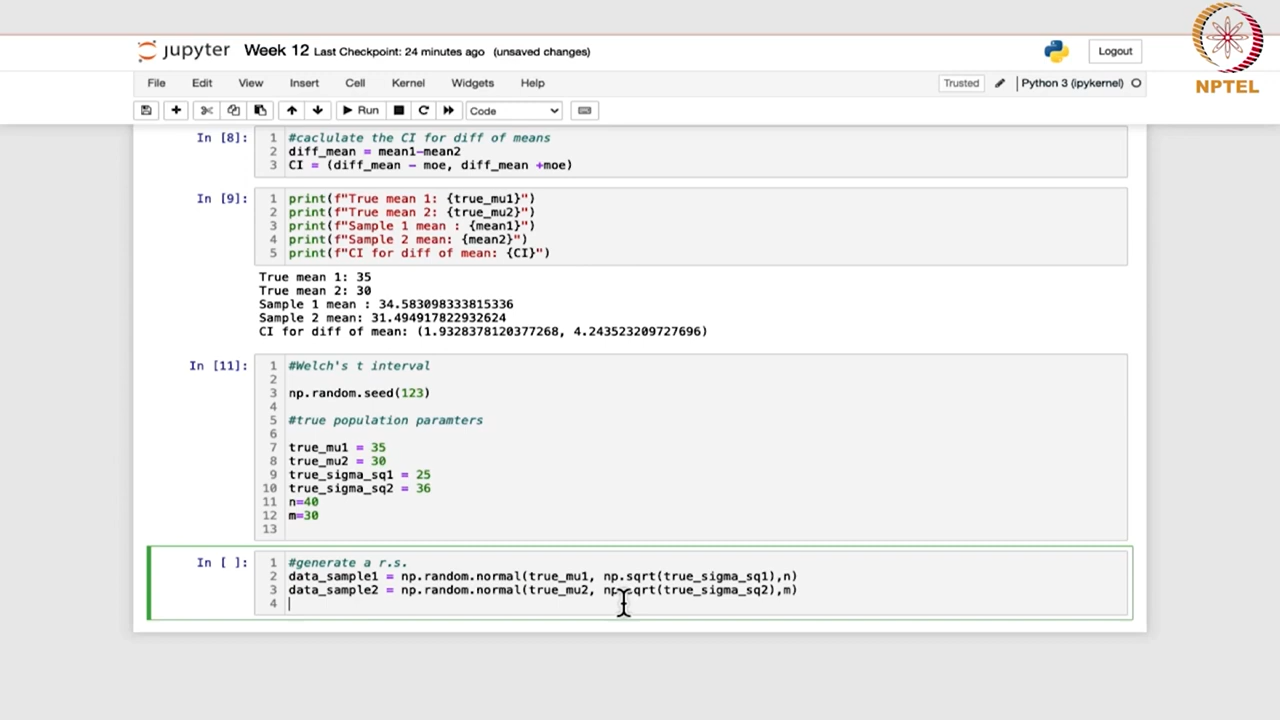 NPTEL
jupyter Week 12 Last Checkpoint: 24 minutes ago (unsaved changes)
Logout
File Edit View Insert Cell Kernel Widgets Help
Trusted Python 3 (ipykernel)
Run Code
In [8]:
1 #caclulate the CI for diff of means
2 diff_mean = mean1-mean2
3 CI = (diff_mean - moe, diff_mean +moe)
In [9]:
1 print(f"True mean 1: {true_mu1}")
2 print(f"True mean 2: {true_mu2}")
3 print(f"Sample 1 mean : {mean1}")
4 print(f"Sample 2 mean: {mean2}")
5 print(f"CI for diff of mean: {CI}")
True mean 1: 35
True mean 2: 30
Sample 1 mean : 34.583098333815336
Sample 2 mean: 31.494917822932624
CI for diff of mean: (1.9328378120377268, 4.243523209727696)
In [11]:
1 #Welch's t interval
2
3 np.random.seed(123)
4
5 #true population paramters
6
7 true_mu1 = 35
8 true_mu2 = 30
9 true_sigma_sq1 = 25
10 true_sigma_sq2 = 36
11 n=40
12 m=30
13
In [ ]:
1 #generate a r.s.
2 data_sample1 = np.random.normal(true_mu1, np.sqrt(true_sigma_sq1),n)
3 data_sample2 = np.random.normal(true_mu2, np.sqrt(true_sigma_sq2),m)
4